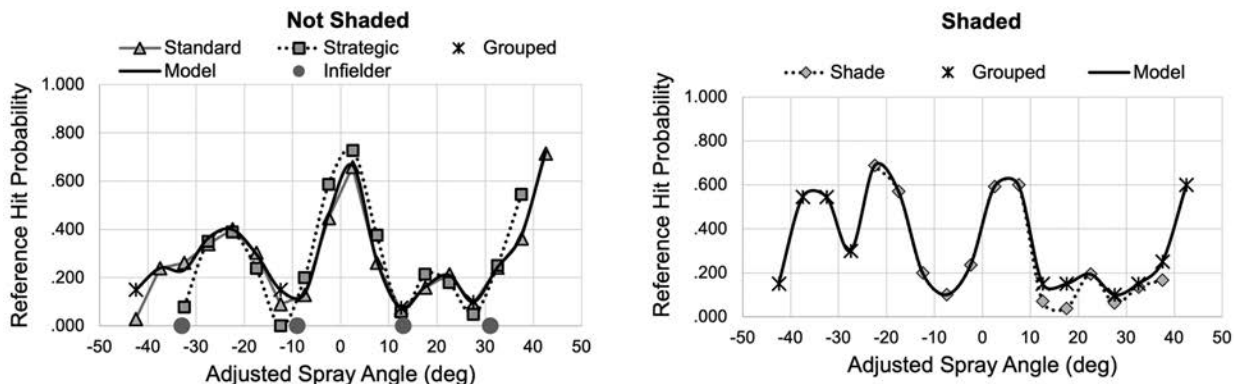 Not Shaded
Standard Strategic Grouped
Model Infielder
1.000
.800
.600
.400
.200
.000
-50 -40 -30 -20 -10 0 10 20 30 40 50
Reference Hit Probability
Adjusted Spray Angle (deg)
Shaded
Shade Grouped Model
1.000
.800
.600
.400
.200
.000
-50 -40 -30 -20 -10 0 10 20 30 40 50
Reference Hit Probability
Adjusted Spray Angle (deg)